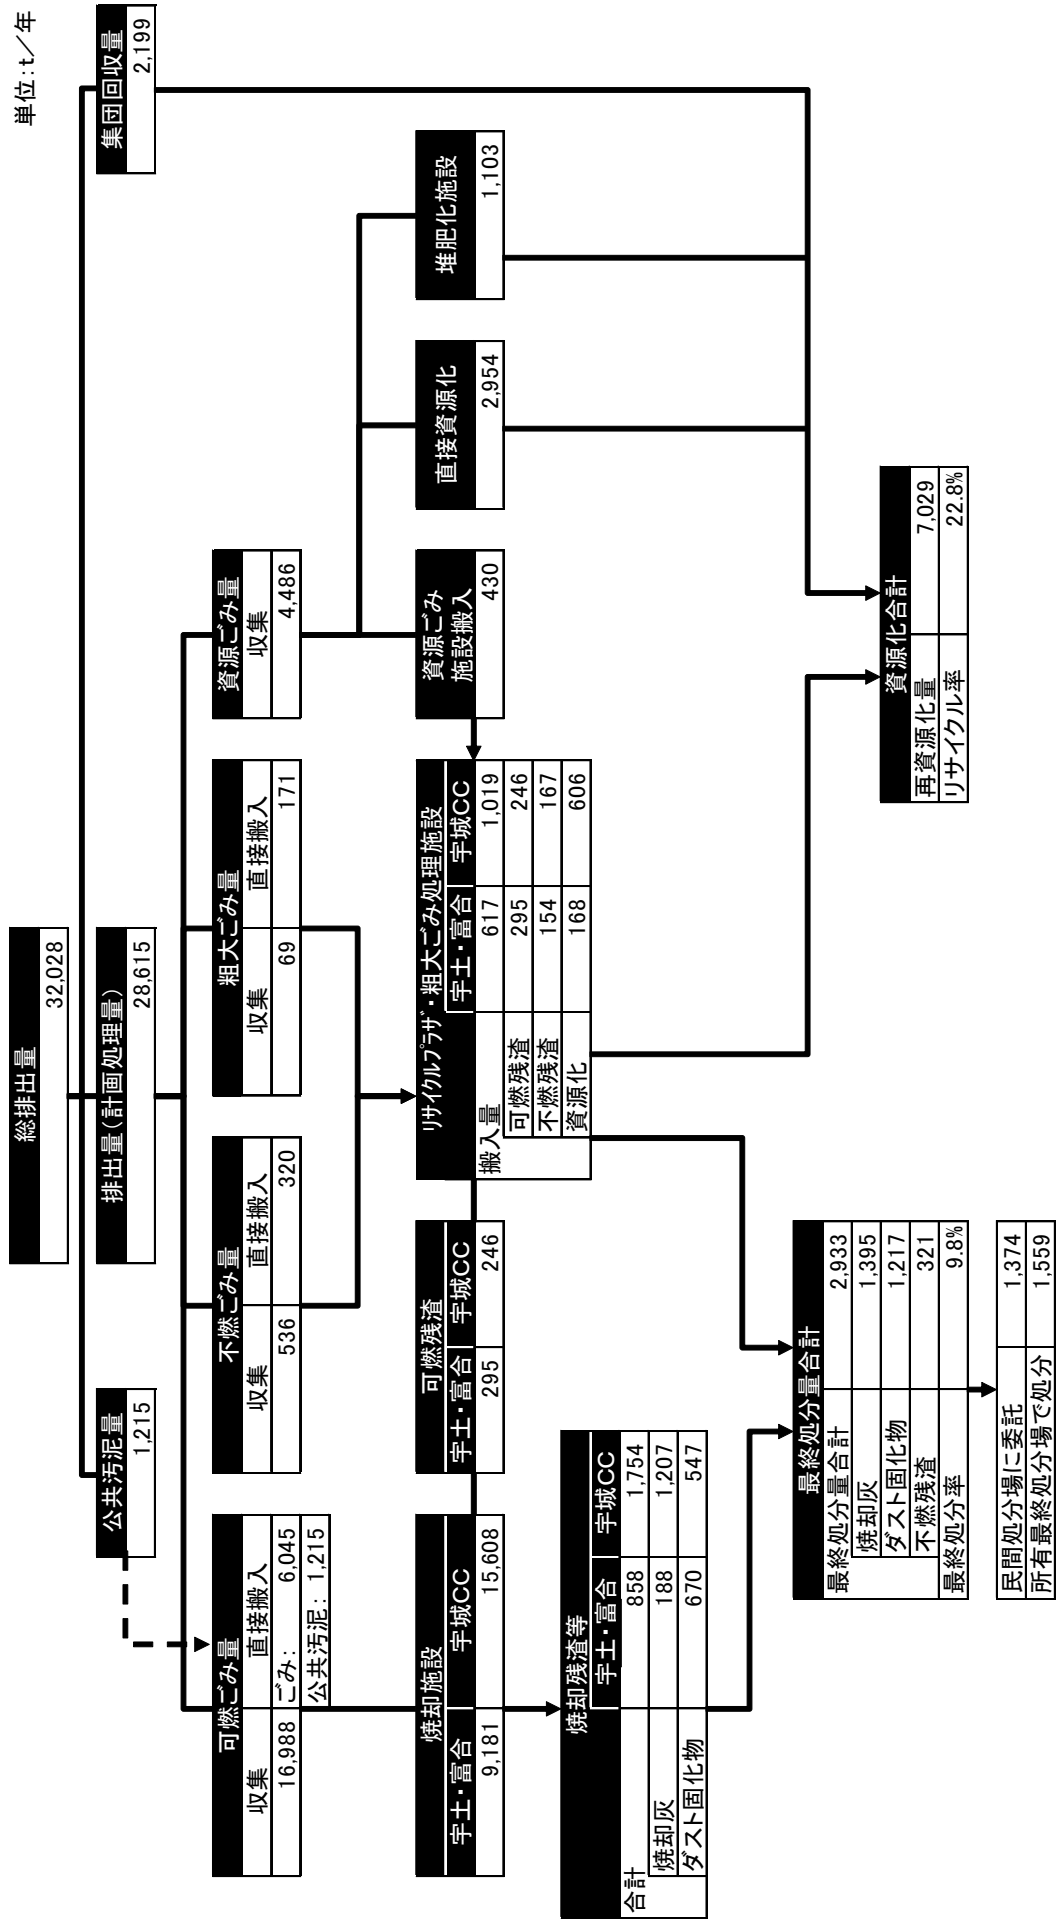 単位:t/年
総排出量
32,028
公共汚泥量
1,215
排出量(計画処理量)
28,615
集団回収量
2,199
可燃ごみ量
収集 直接搬入
16,988 ごみ: 6,045
公共汚泥: 1,215
不燃ごみ量
収集 直接搬入
536 320
粗大ごみ量
収集 直接搬入
69 171
資源ごみ量
収集
4,486
焼却施設
宇土・富合 宇城CC
9,181 15,608
可燃残渣
宇土・富合 宇城CC
295 246
リサイクルプラザ・粗大ごみ処理施設
宇土・富合 宇城CC
搬入量 617 1,019
可燃残渣 295 246
不燃残渣 154 167
資源化 168 606
資源ごみ
施設搬入
430
直接資源化
2,954
堆肥化施設
1,103
焼却残渣等
宇土・富合 宇城CC
合計 858 1,754
焼却灰 188 1,207
ダスト固化物 670 547
最終処分量合計
最終処分量合計 2,933
焼却灰 1,395
ダスト固化物 1,217
不燃残渣 321
最終処分率 9.8%
資源化合計
再資源化量 7,029
リサイクル率 22.8%
民間処分場に委託 1,374
所有最終処分場で処分 1,559